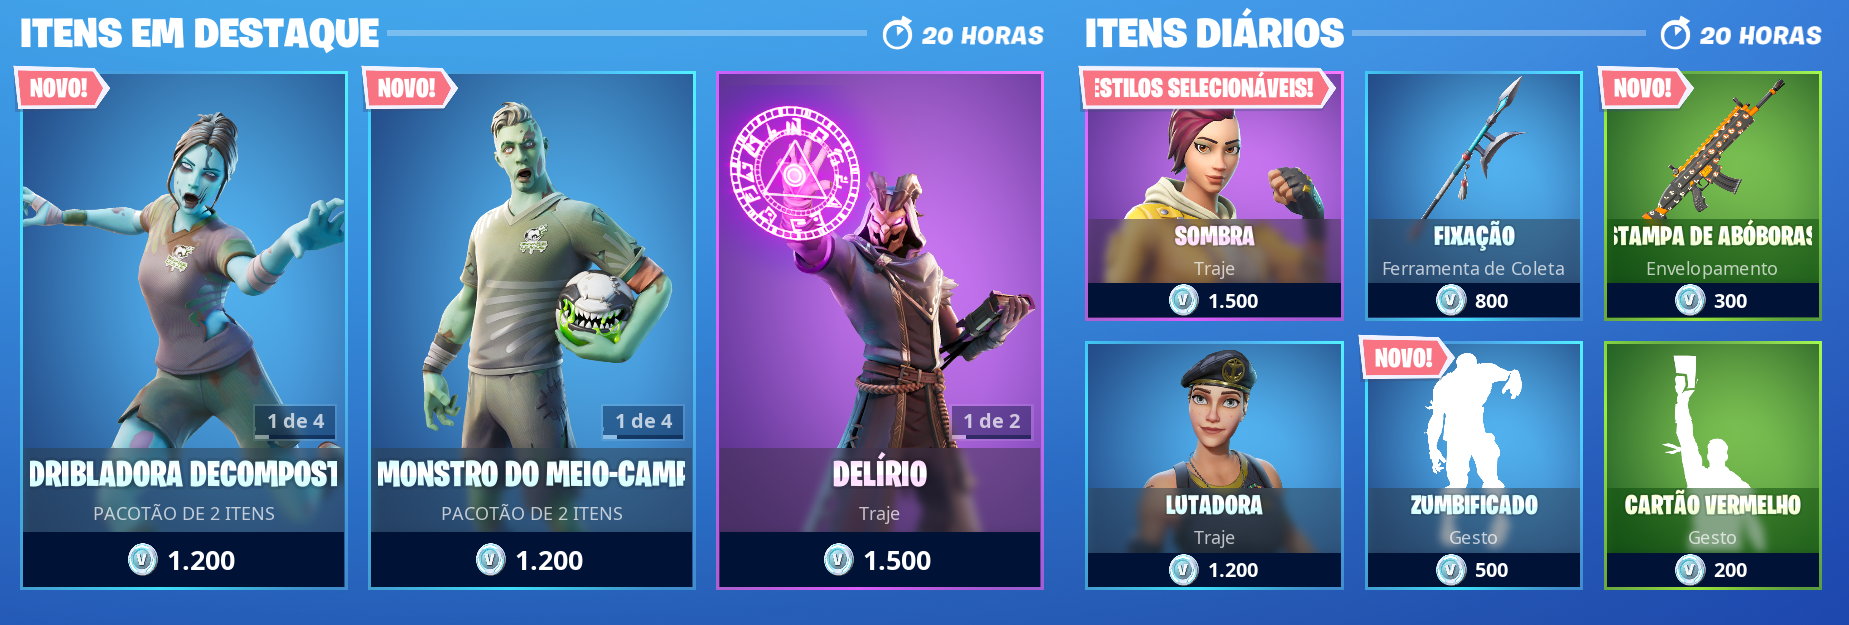 ITENS EM DESTAQUE
20 HORAS
NOVO!
1 de 4
DRIBLADORA DECOMPOST
PACOTÃO DE 2 ITENS
1.200
NOVO!
1 de 4
MONSTRO DO MEIO-CAMP
PACOTÃO DE 2 ITENS
1.200
1 de 2
DELÍRIO
Traje
1.500
ITENS DIÁRIOS
20 HORAS
ESTILOS SELECIONÁVEIS!
SOMBRA
Traje
1.500
FIXAÇÃO
Ferramenta de Coleta
800
NOVO!
STAMPA DE ABÓBORAS
Envelopamento
300
LUTADORA
Traje
1.200
NOVO!
ZUMBIFICADO
Gesto
500
CARTÃO VERMELHO
Gesto
200